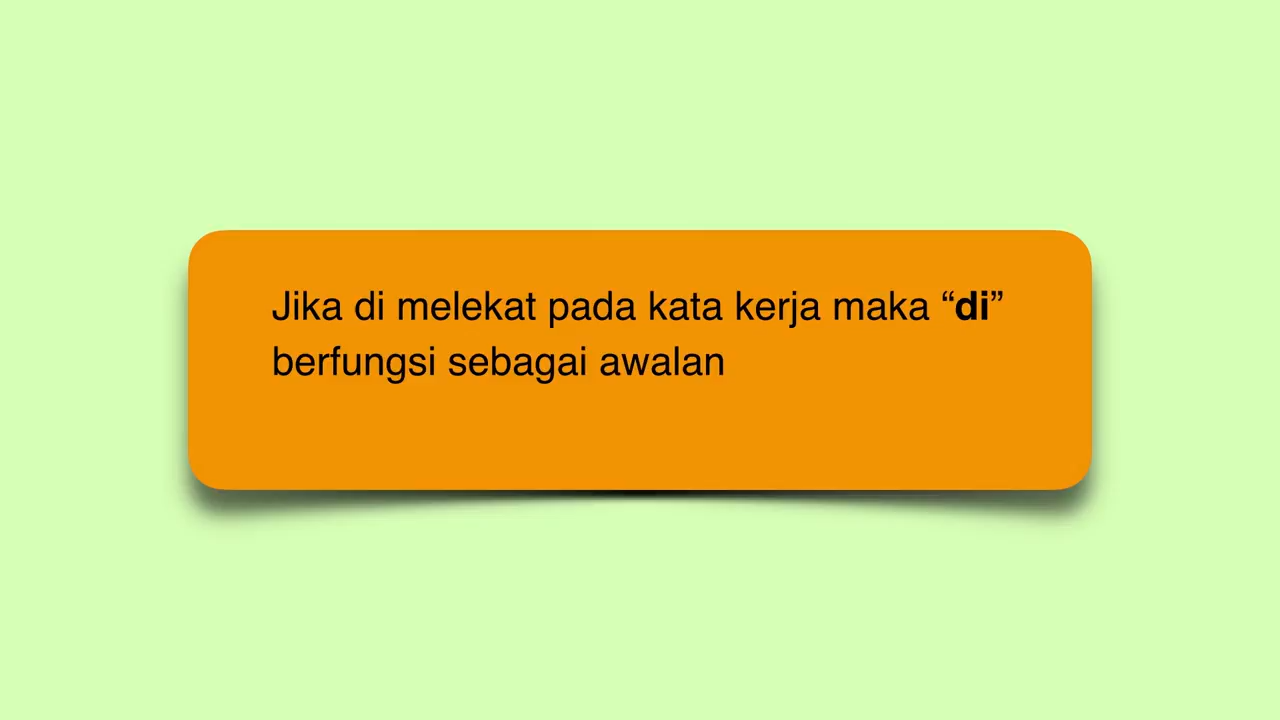 Jika di melekat pada kata kerja maka “di”
berfungsi sebagai awalan